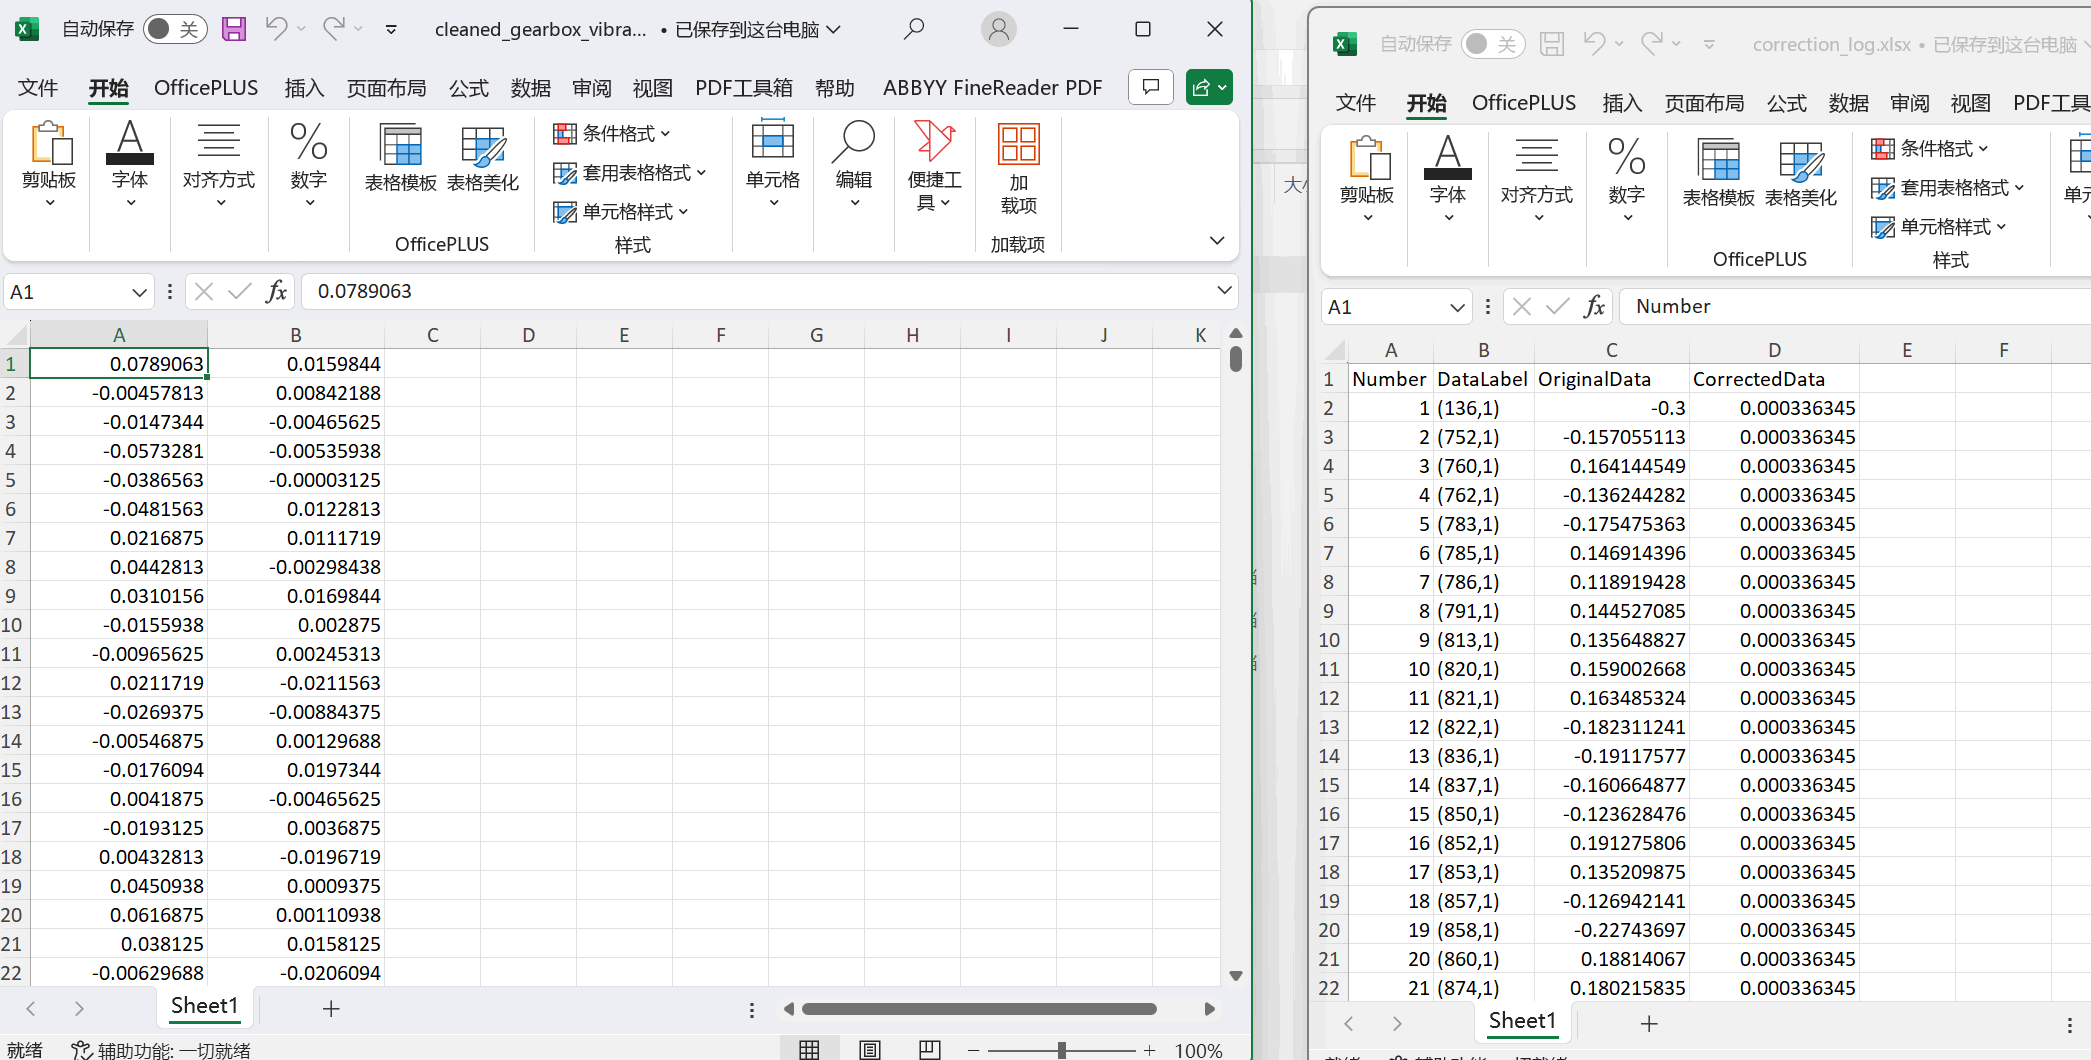 自动保存 关 cleaned_gearbox_vibra... • 已保存到这台电脑
文件 开始 OfficePLUS 插入 页面布局 公式 数据 审阅 视图 PDF工具箱 帮助 ABBYY FineReader PDF
剪贴板 字体 对齐方式 数字 表格模板 表格美化 条件格式 套用表格格式 单元格样式 单元格 编辑 便捷工具 加载项
OfficePLUS 样式 加载项
A1 fx 0.0789063
A B C D E F G H I J K
1 0.0789063 0.0159844
2 -0.00457813 0.00842188
3 -0.0147344 -0.00465625
4 -0.0573281 -0.00535938
5 -0.0386563 -0.00003125
6 -0.0481563 0.0122813
7 0.0216875 0.0111719
8 0.0442813 -0.00298438
9 0.0310156 0.0169844
10 -0.0155938 0.002875
11 -0.00965625 0.00245313
12 0.0211719 -0.0211563
13 -0.0269375 -0.00884375
14 -0.00546875 0.00129688
15 -0.0176094 0.0197344
16 0.0041875 -0.00465625
17 -0.0193125 0.0036875
18 0.00432813 -0.0196719
19 0.0450938 0.0009375
20 0.0616875 0.00110938
21 0.038125 0.0158125
22 -0.00629688 -0.0206094
Sheet1
就绪 辅助功能: 一切就绪 100%
自动保存 关 correction_log.xlsx • 已保存到这台电脑
文件 开始 OfficePLUS 插入 页面布局 公式 数据 审阅 视图 PDF工具
剪贴板 字体 对齐方式 数字 表格模板 表格美化 条件格式 套用表格格式 单元格样式 单元
OfficePLUS 样式
A1 fx Number
A B C D E F
1 Number DataLabel OriginalData CorrectedData
2 1 (136,1) -0.3 0.000336345
3 2 (752,1) -0.157055113 0.000336345
4 3 (760,1) 0.164144549 0.000336345
5 4 (762,1) -0.136244282 0.000336345
6 5 (783,1) -0.175475363 0.000336345
7 6 (785,1) 0.146914396 0.000336345
8 7 (786,1) 0.118919428 0.000336345
9 8 (791,1) 0.144527085 0.000336345
10 9 (813,1) 0.135648827 0.000336345
11 10 (820,1) 0.159002668 0.000336345
12 11 (821,1) 0.163485324 0.000336345
13 12 (822,1) -0.182311241 0.000336345
14 13 (836,1) -0.19117577 0.000336345
15 14 (837,1) -0.160664877 0.000336345
16 15 (850,1) -0.123628476 0.000336345
17 16 (852,1) 0.191275806 0.000336345
18 17 (853,1) 0.135209875 0.000336345
19 18 (857,1) -0.126942141 0.000336345
20 19 (858,1) -0.22743697 0.000336345
21 20 (860,1) 0.18814067 0.000336345
22 21 (874,1) 0.180215835 0.000336345
Sheet1